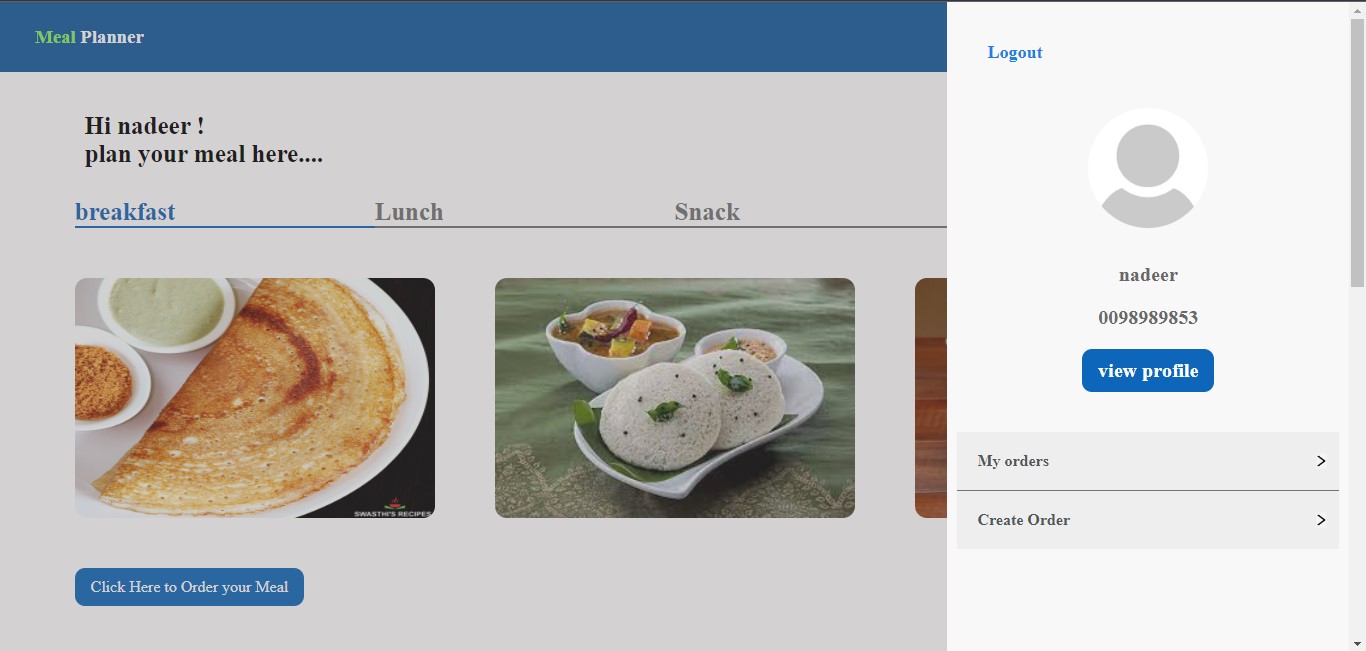 Meal Planner
Hi nadeer !
plan your meal here....
breakfast
Lunch
Snack
SWASTHI'S RECIPES
Click Here to Order your Meal
Logout
nadeer
0098989853
view profile
My orders
Create Order